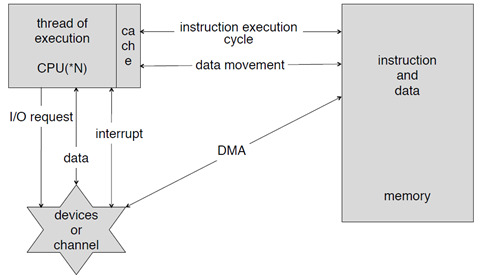 thread of
execution
CPU(*N)
ca
ch
e
instruction execution
cycle
data movement
instruction
and
data
memory
I/O request
data
interrupt
DMA
devices
or
channel